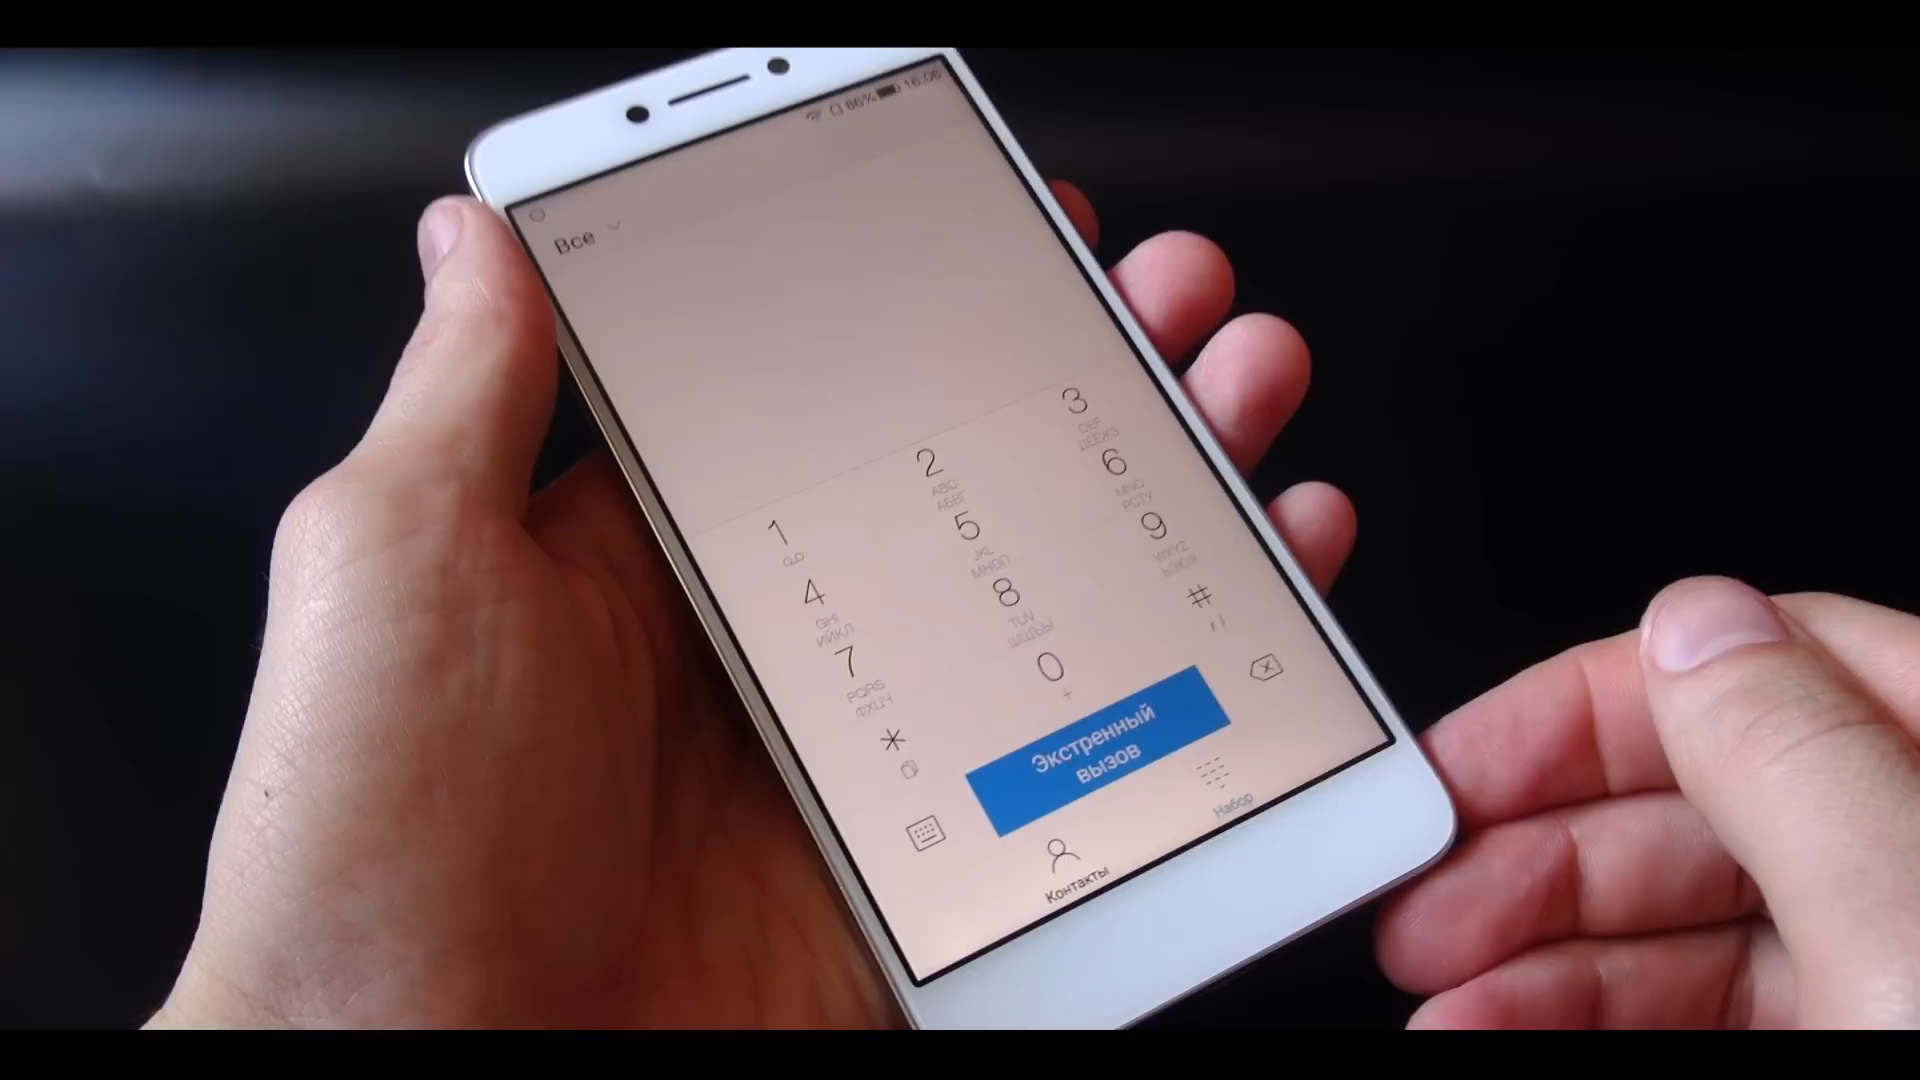 86% 16:06
Все
1
2
ABC
АБВГ
3
DEF
ДЕЁЖЗ
4
GHI
ИЙКЛ
5
JKL
МНОП
6
MNO
РСТУ
7
PQRS
ФХЦЧ
8
TUV
ШЩЪЫ
9
WXYZ
ЬЭЮЯ
*
0
+
#
Экстренный
вызов
Контакты
Набор